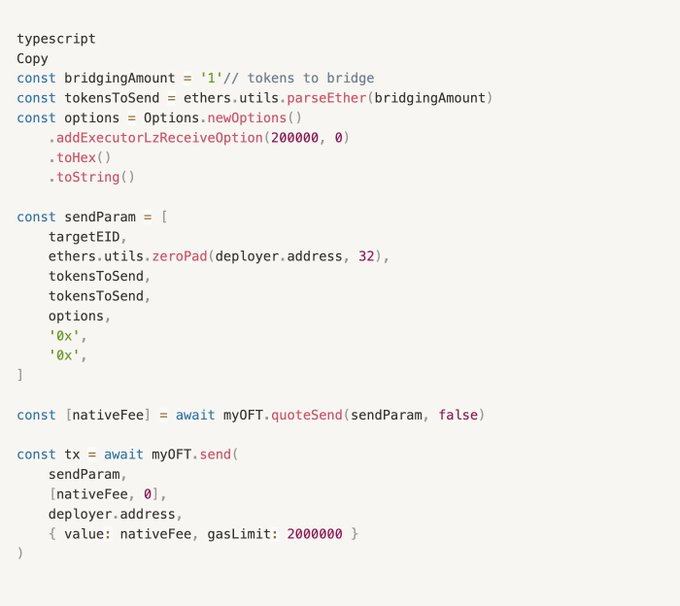 typescript
Copy
const bridgingAmount = '1'// tokens to bridge
const tokensToSend = ethers.utils.parseEther(bridgingAmount)
const options = Options.newOptions()
    .addExecutorLzReceiveOption(200000, 0)
    .toHex()
    .toString()

const sendParam = [
    targetEID,
    ethers.utils.zeroPad(deployer.address, 32),
    tokensToSend,
    tokensToSend,
    options,
    '0x',
    '0x',
]

const [nativeFee] = await myOFT.quoteSend(sendParam, false)

const tx = await myOFT.send(
    sendParam,
    [nativeFee, 0],
    deployer.address,
    { value: nativeFee, gasLimit: 2000000 }
)